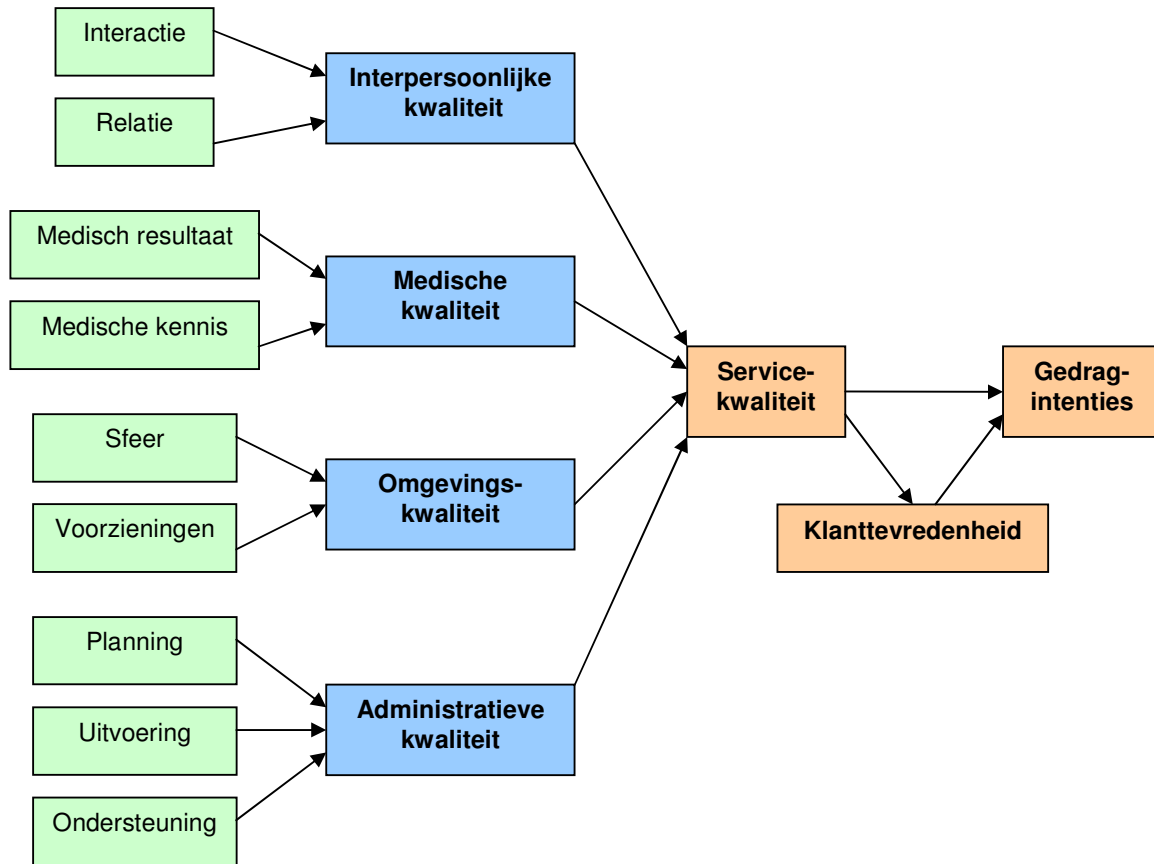 Interactie
Relatie
Interpersoonlijke
kwaliteit
Medisch resultaat
Medische kennis
Medische
kwaliteit
Sfeer
Voorzieningen
Omgevings-
kwaliteit
Planning
Uitvoering
Ondersteuning
Administratieve
kwaliteit
Service-
kwaliteit
Gedrag-
intenties
Klanttevredenheid